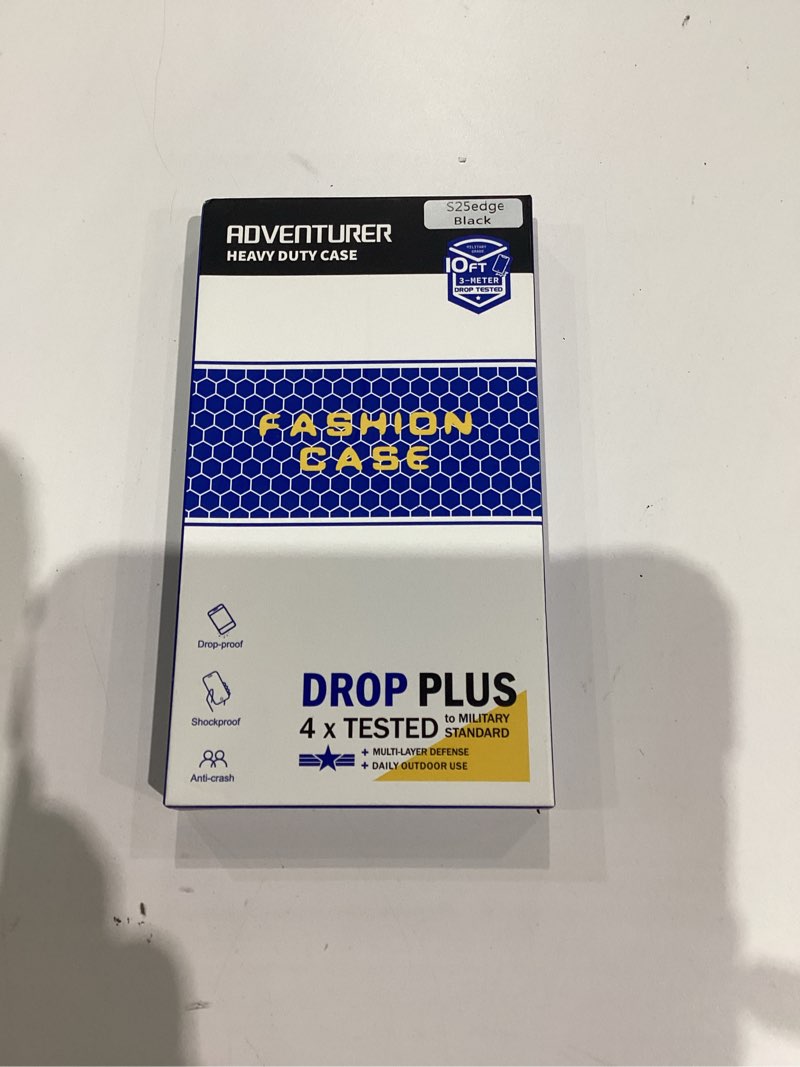 S25edge
Black
ADVENTURER
HEAVY DUTY CASE
MILITARY
GRADE
10FT
3-METER
DROP TESTED
FASHION
CASE
Drop-proof
Shockproof
Anti-crash
DROP PLUS
4 x TESTED to MILITARY STANDARD
+ MULTI-LAYER DEFENSE
+ DAILY OUTDOOR USE